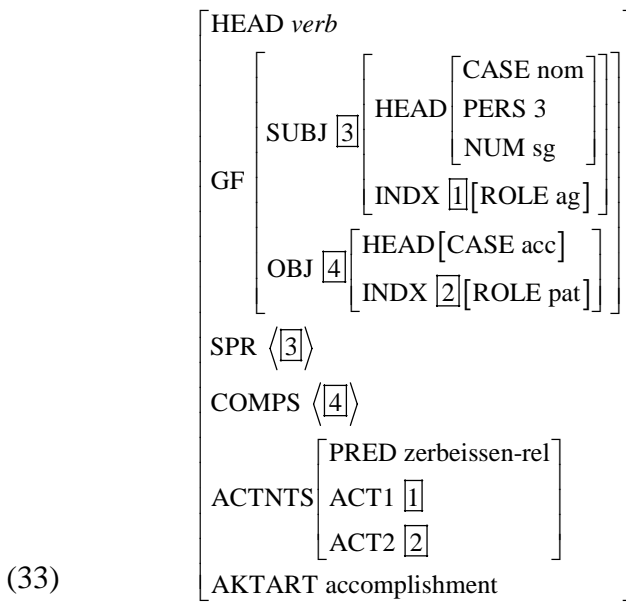 HEAD verb
CASE nom
HEAD PERS 3
SUBJ 3 NUM sg
GF INDX 1 [ROLE ag]
HEAD [CASE acc]
OBJ 4
INDX 2 [ROLE pat]
SPR ⟨3⟩
COMPS ⟨4⟩
PRED zerbeissen-rel
ACTNTS ACT1 1
ACT2 2
(33) AKTART accomplishment